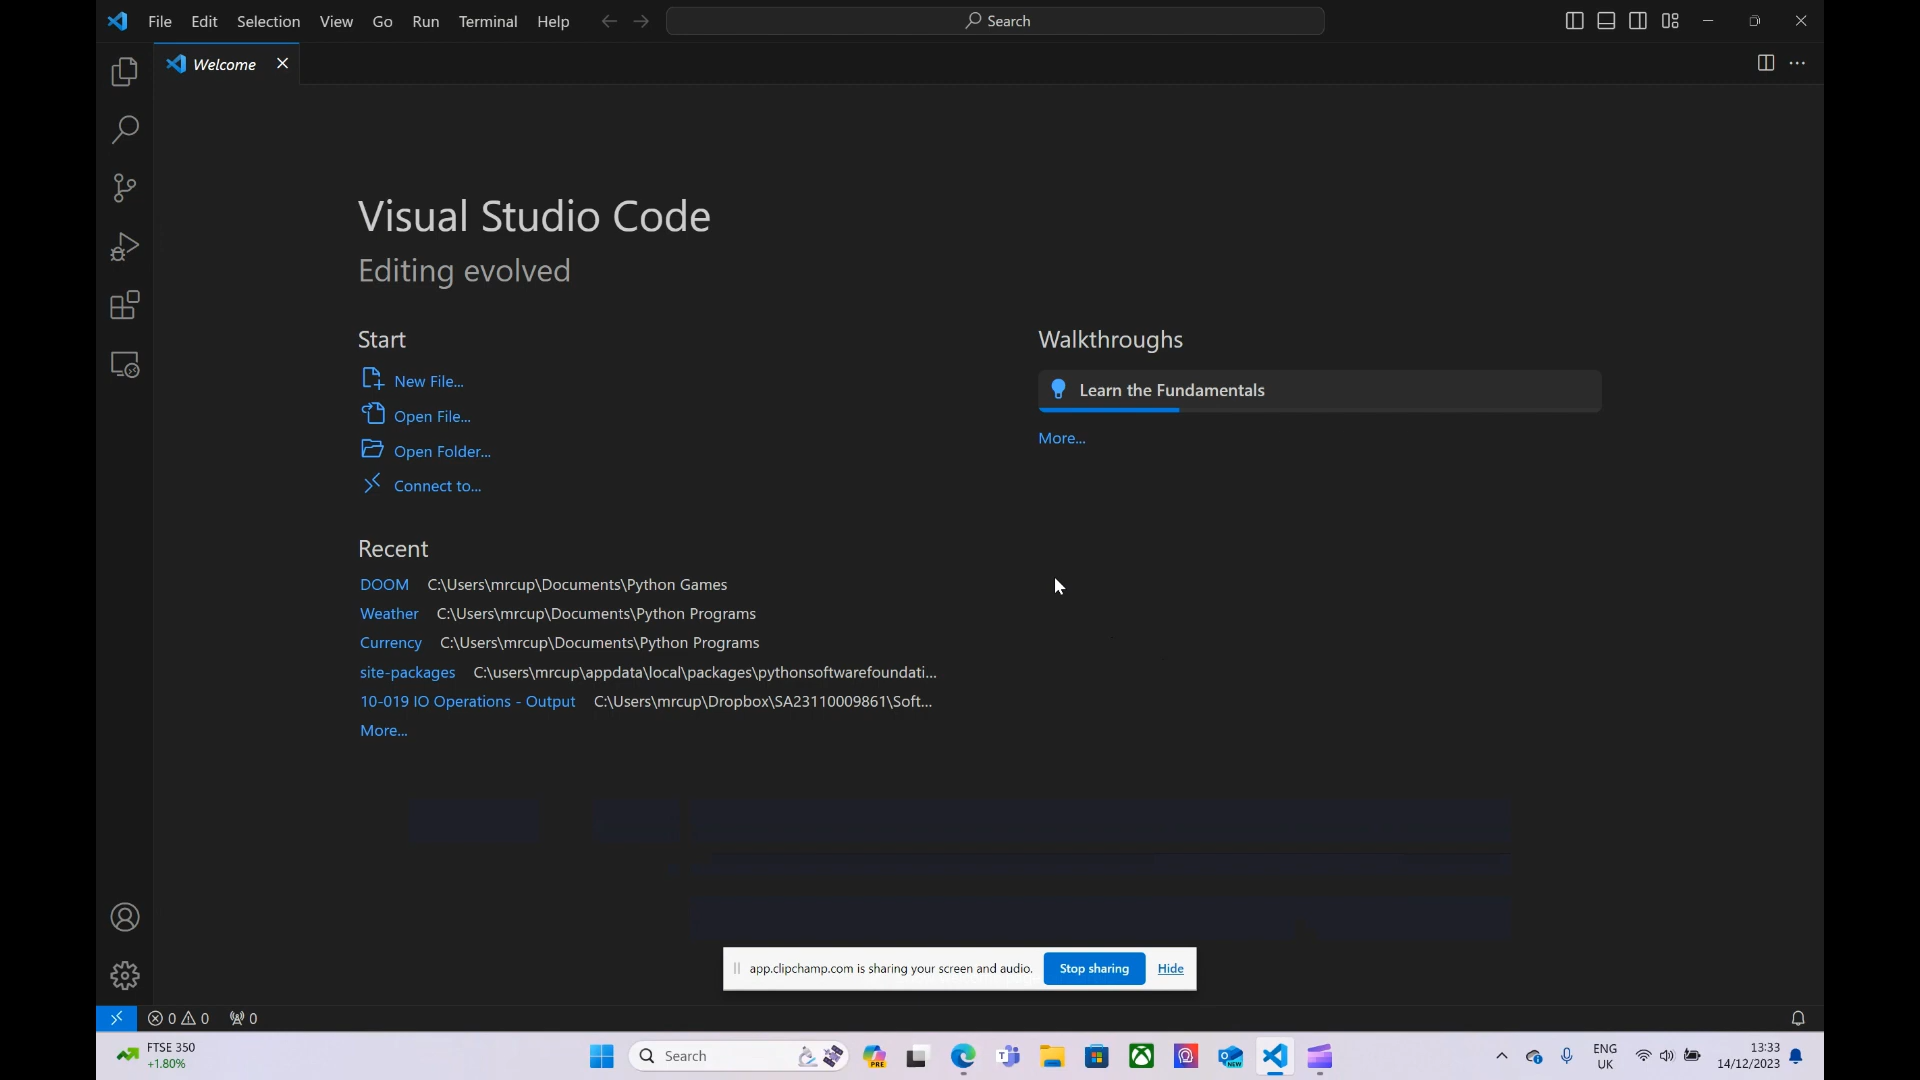 File Edit Selection View Go Run Terminal Help
Search
Welcome
Visual Studio Code
Editing evolved
Start
New File...
Open File...
Open Folder...
Connect to...
Walkthroughs
Learn the Fundamentals
More...
Recent
DOOM C:\Users\mrcup\Documents\Python Games
Weather C:\Users\mrcup\Documents\Python Programs
Currency C:\Users\mrcup\Documents\Python Programs
site-packages C:\users\mrcup\appdata\local\packages\pythonsoftwarefoundati...
10-019 IO Operations - Output C:\Users\mrcup\Dropbox\SA23110009861\Soft...
More...
app.clipchamp.com is sharing your screen and audio. Stop sharing Hide
0 0 0
FTSE 350
+1.80%
Search
PRE
NEW
ENG
UK
13:33
14/12/2023